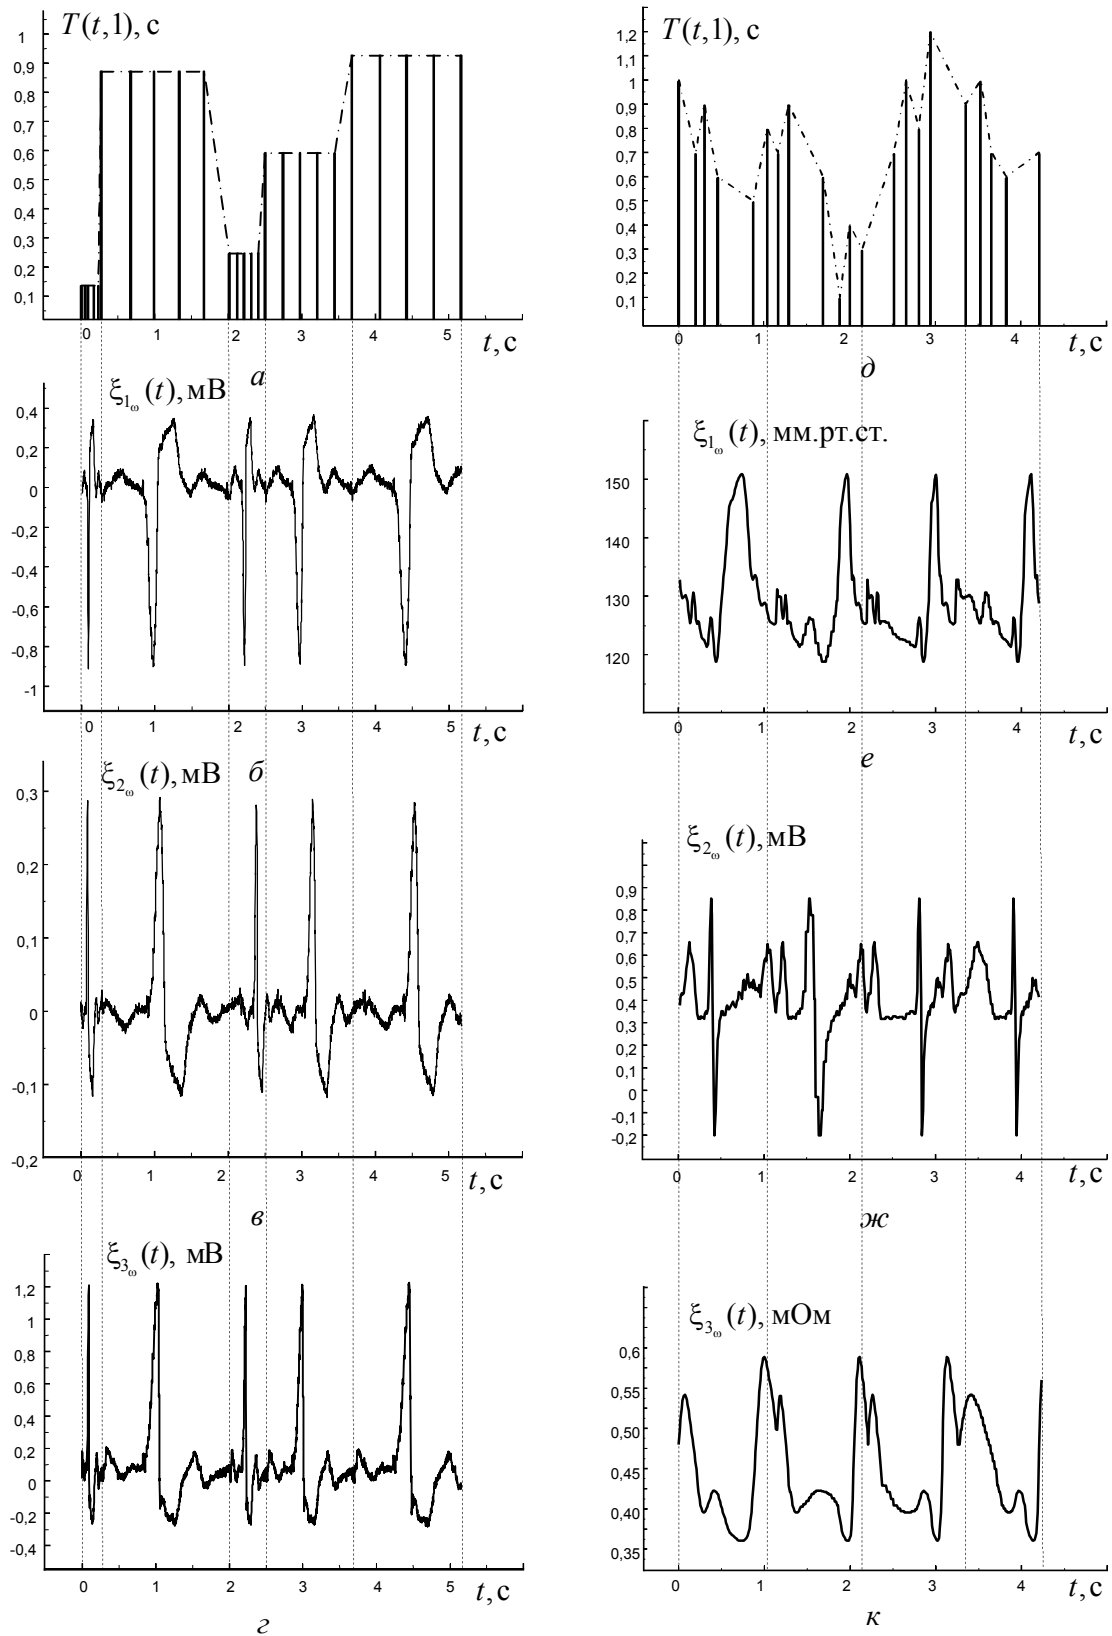 T(t,1), с
1
0,9
0,8
0,7
0,6
0,5
0,4
0,3
0,2
0,1
0 1 2 3 4 5
t, с
а
ξ₁ω(t), мВ
0,4
0,2
0
-0,2
-0,4
-0,6
-0,8
-1
0 1 2 3 4 5
t, с
б
ξ₂ω(t), мВ
0,3
0,2
0,1
0
-0,1
-0,2
0 1 2 3 4 5
t, с
в
ξ₃ω(t), мВ
1,2
1
0,8
0,6
0,4
0,2
0
-0,2
-0,4
0 1 2 3 4 5
t, с
г
T(t,1), с
1,2
1,1
1
0,9
0,8
0,7
0,6
0,5
0,4
0,3
0,2
0,1
0 1 2 3 4
t, с
д
ξ₁ω(t), мм.рт.ст.
150
140
130
120
0 1 2 3 4
t, с
е
ξ₂ω(t), мВ
0,9
0,8
0,7
0,6
0,5
0,4
0,3
0,2
0,1
0
-0,1
-0,2
0 1 2 3 4
t, с
ж
ξ₃ω(t), мОм
0,6
0,55
0,50
0,45
0,40
0,35
0 1 2 3 4
t, с
к